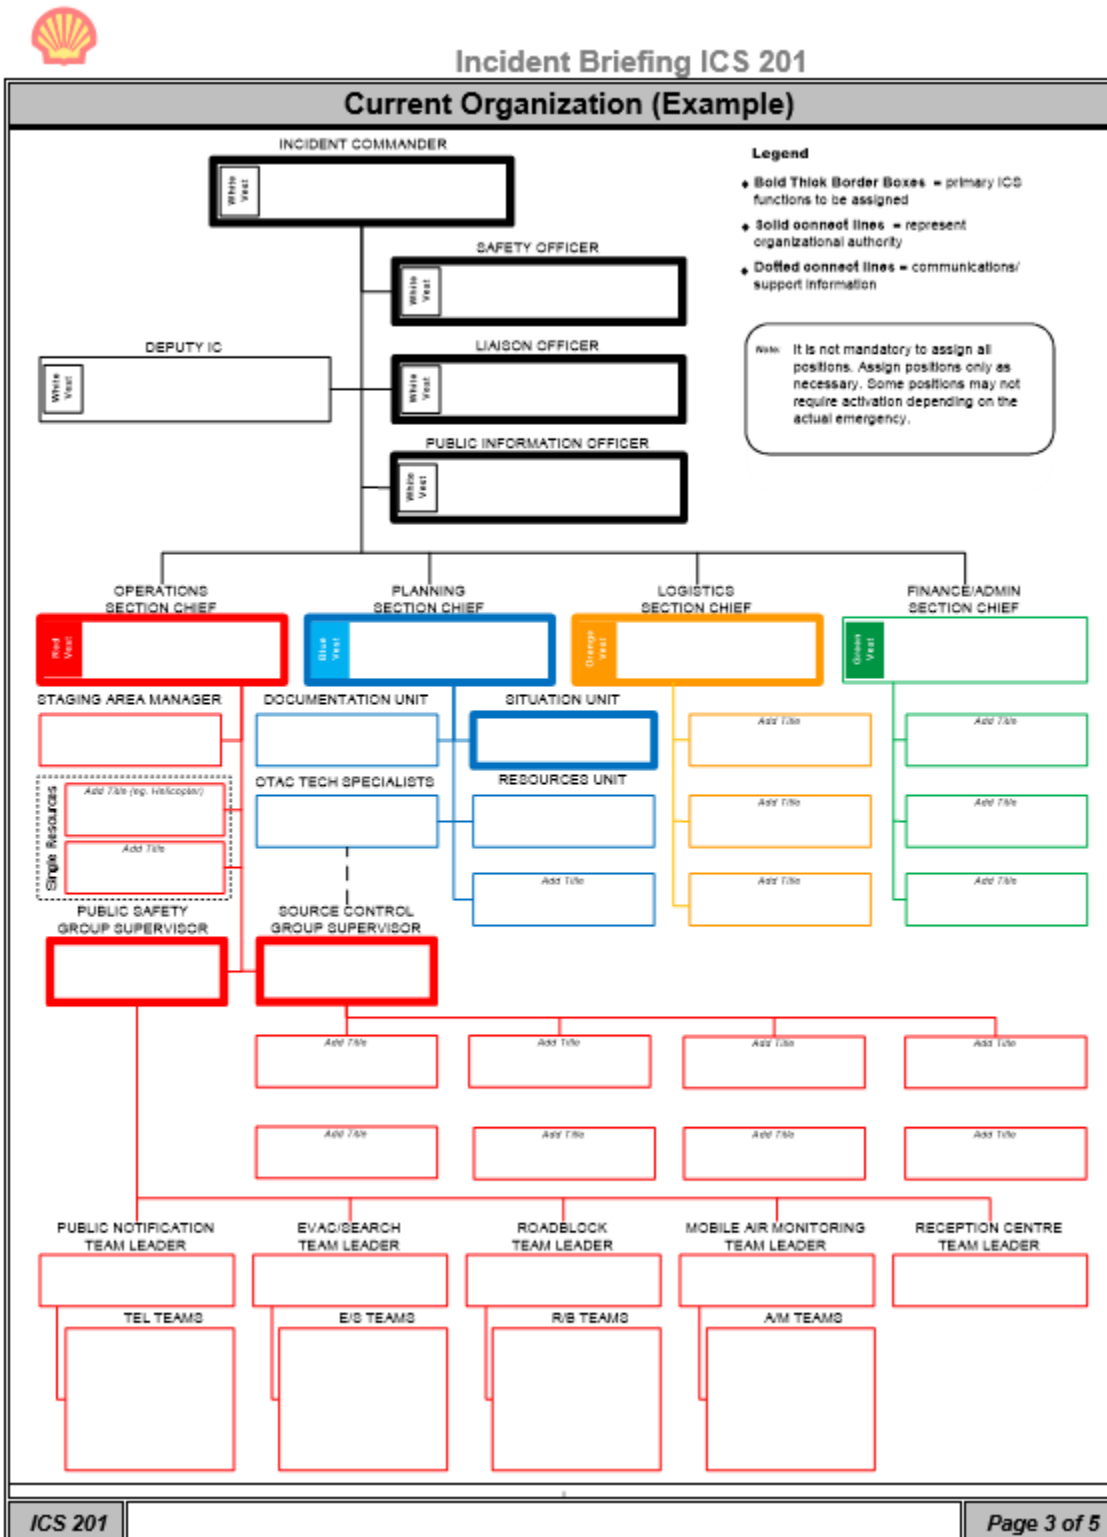 Incident Briefing ICS 201
Current Organization (Example)
INCIDENT COMMANDER
White
Vest
Legend
Bold Thick Border Boxes = primary ICS
functions to be assigned
Solid connect lines = represent
organizational authority
Dotted connect lines = communications/
support information
SAFETY OFFICER
White
Vest
DEPUTY IC
White
Vest
LIAISON OFFICER
White
Vest
Note: It is not mandatory to assign all
positions. Assign positions only as
necessary. Some positions may not
require activation depending on the
actual emergency.
PUBLIC INFORMATION OFFICER
White
Vest
OPERATIONS
SECTION CHIEF
Red
Vest
PLANNING
SECTION CHIEF
Blue
Vest
LOGISTICS
SECTION CHIEF
Orange
Vest
FINANCE/ADMIN
SECTION CHIEF
Green
Vest
STAGING AREA MANAGER
DOCUMENTATION UNIT
SITUATION UNIT
Add Title
Add Title
Single Resources
Add Title (eg. Helicopter)
Add Title
OTAC TECH SPECIALISTS
RESOURCES UNIT
Add Title
Add Title
Add Title
Add Title
Add Title
PUBLIC SAFETY
GROUP SUPERVISOR
SOURCE CONTROL
GROUP SUPERVISOR
Add Title
Add Title
Add Title
Add Title
Add Title
Add Title
Add Title
Add Title
PUBLIC NOTIFICATION
TEAM LEADER
EVAC/SEARCH
TEAM LEADER
ROADBLOCK
TEAM LEADER
MOBILE AIR MONITORING
TEAM LEADER
RECEPTION CENTRE
TEAM LEADER
TEL TEAMS
E/S TEAMS
R/B TEAMS
A/M TEAMS
ICS 201
Page 3 of 5